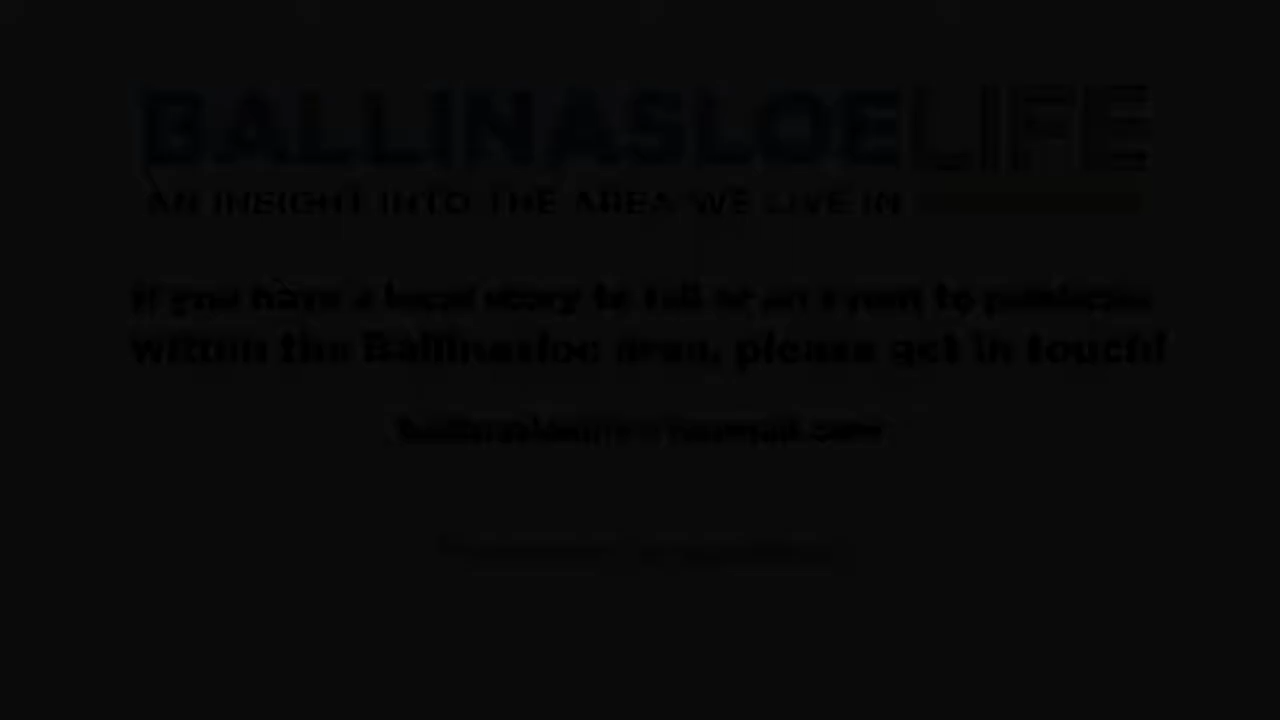 BALLINASLOELIFE
AN INSIGHT INTO THE AREA WE LIVE IN
If you have a local story to tell or an event to publicise
within the Ballinasloe area, please get in touch!